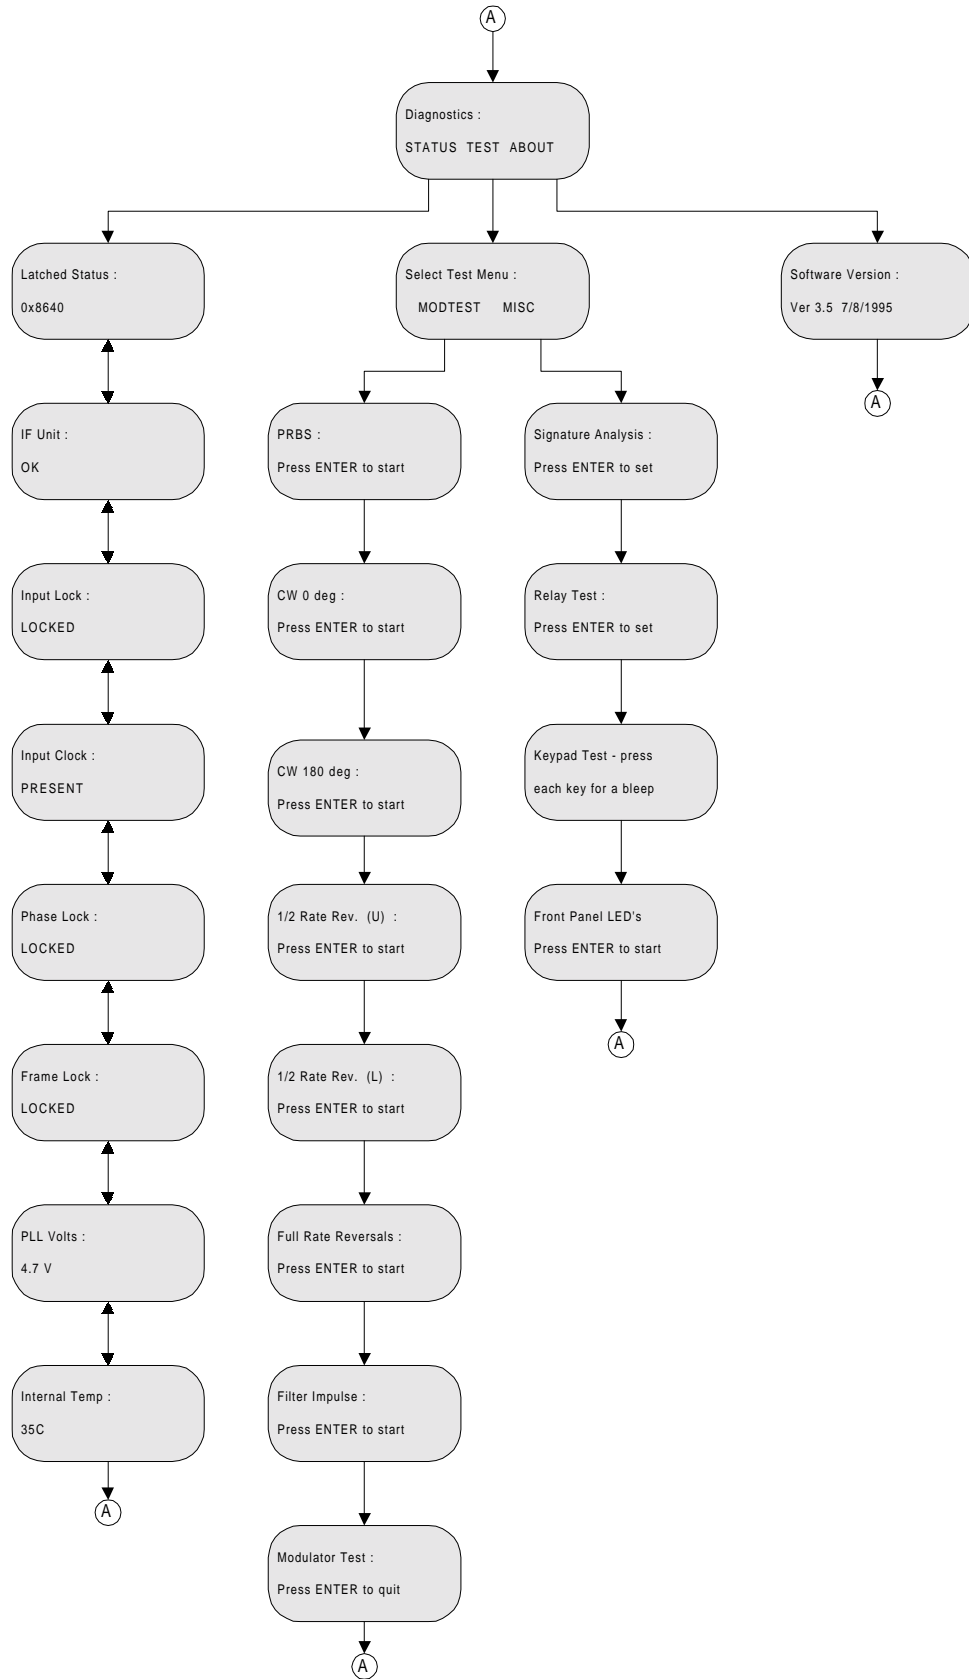 A
Diagnostics :
STATUS TEST ABOUT
Latched Status :
0x8640
IF Unit :
OK
Input Lock :
LOCKED
Input Clock :
PRESENT
Phase Lock :
LOCKED
Frame Lock :
LOCKED
PLL Volts :
4.7 V
Internal Temp :
35C
A
Select Test Menu :
MODTEST MISC
PRBS :
Press ENTER to start
CW 0 deg :
Press ENTER to start
CW 180 deg :
Press ENTER to start
1/2 Rate Rev. (U) :
Press ENTER to start
1/2 Rate Rev. (L) :
Press ENTER to start
Full Rate Reversals :
Press ENTER to start
Filter Impulse :
Press ENTER to start
Modulator Test :
Press ENTER to quit
A
Signature Analysis :
Press ENTER to set
Relay Test :
Press ENTER to set
Keypad Test - press
each key for a bleep
Front Panel LED's
Press ENTER to start
A
Software Version :
Ver 3.5 7/8/1995
A